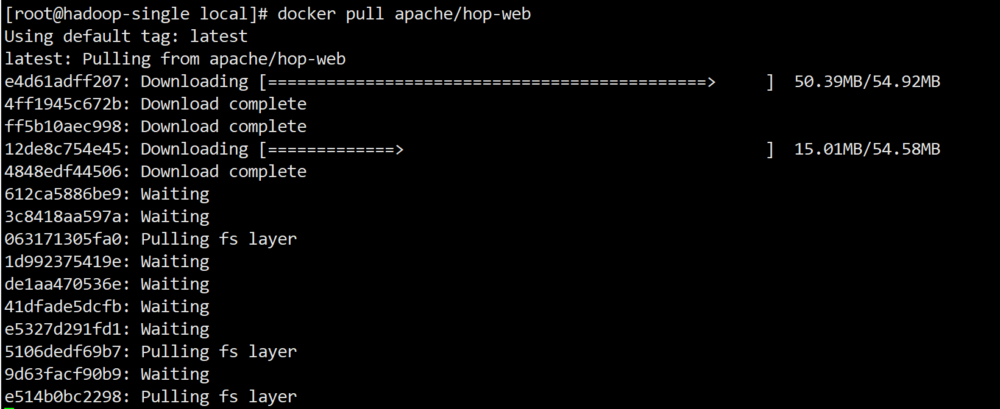 [root@hadoop-single local]# docker pull apache/hop-web
Using default tag: latest
latest: Pulling from apache/hop-web
e4d61adff207: Downloading [=============================================>     ]  50.39MB/54.92MB
4ff1945c672b: Download complete
ff5b10aec998: Download complete
12de8c754e45: Downloading [=============>                                     ]  15.01MB/54.58MB
4848edf44506: Download complete
612ca5886be9: Waiting
3c8418aa597a: Waiting
063171305fa0: Pulling fs layer
1d992375419e: Waiting
de1aa470536e: Waiting
41dfade5dcfb: Waiting
e5327d291fd1: Waiting
5106dedf69b7: Pulling fs layer
9d63facf90b9: Waiting
e514b0bc2298: Pulling fs layer